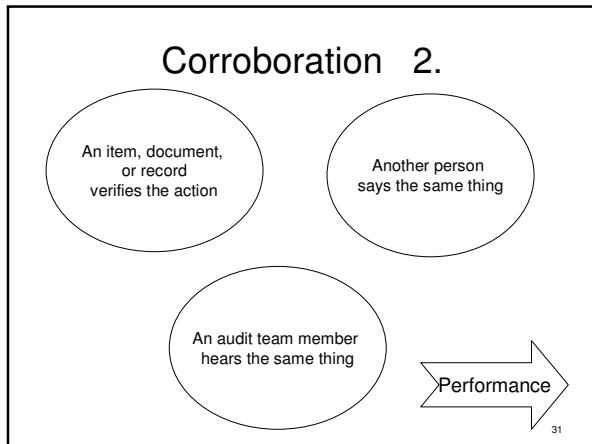 Corroboration 2.
An item, document,
or record
verifies the action
Another person
says the same thing
An audit team member
hears the same thing
Performance
31